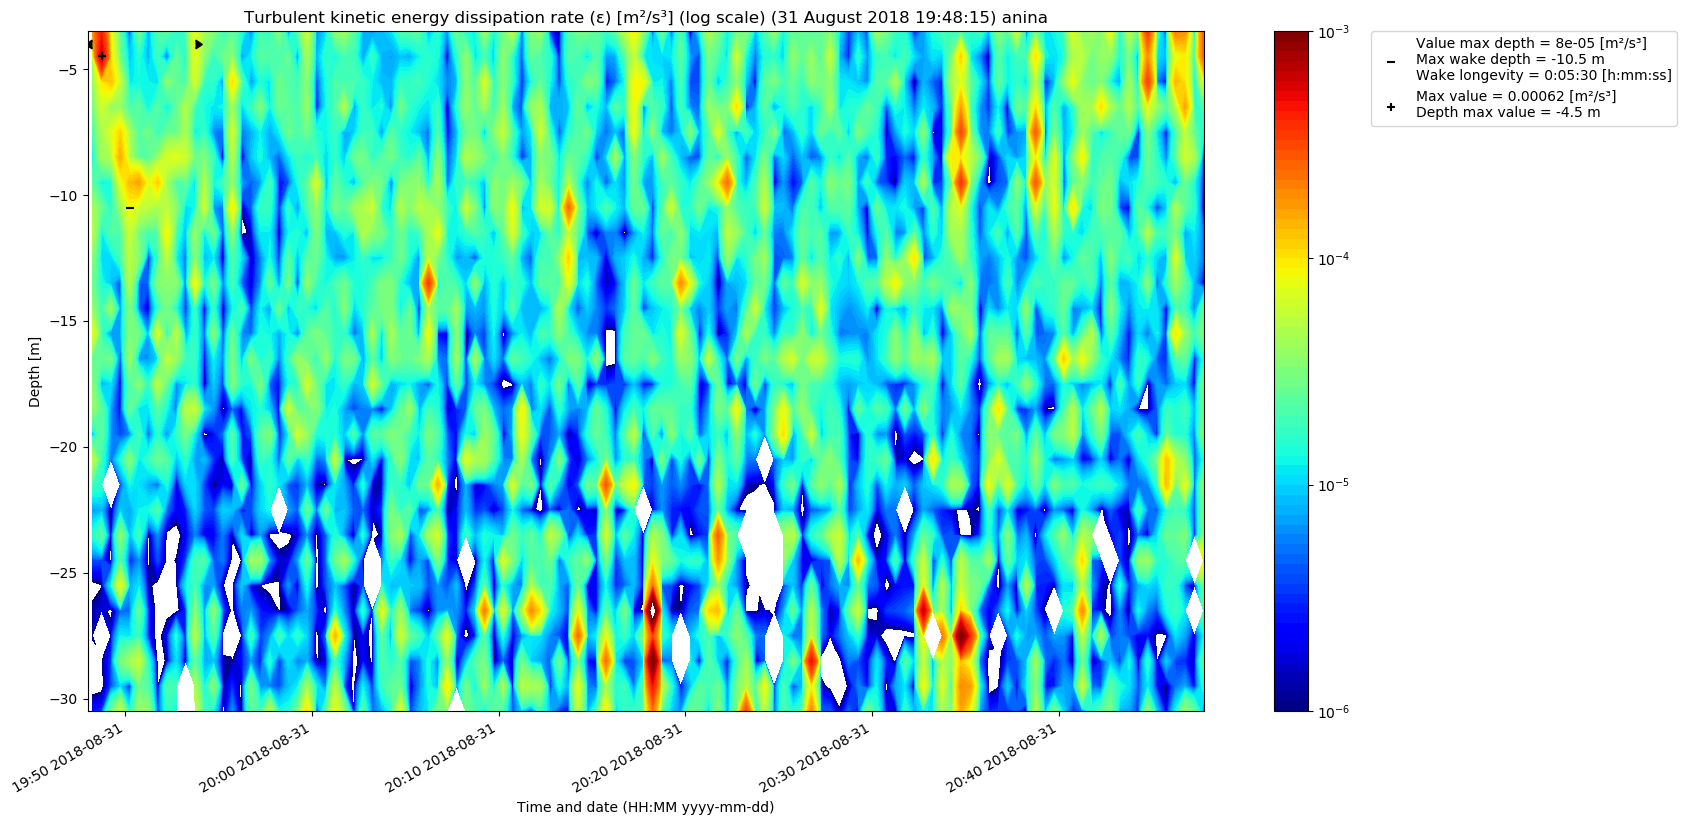 Turbulent kinetic energy dissipation rate (ε) [m²/s³] (log scale) (31 August 2018 19:48:15) anina
Value max depth = 8e-05 [m²/s³]
Max wake depth = -10.5 m
Wake longevity = 0:05:30 [h:mm:ss]
Max value = 0.00062 [m²/s³]
Depth max value = -4.5 m
Depth [m]
−5
−10
−15
−20
−25
−30
10⁻³
10⁻⁴
10⁻⁵
10⁻⁶
19:50 2018-08-31
20:00 2018-08-31
20:10 2018-08-31
20:20 2018-08-31
20:30 2018-08-31
20:40 2018-08-31
Time and date (HH:MM yyyy-mm-dd)